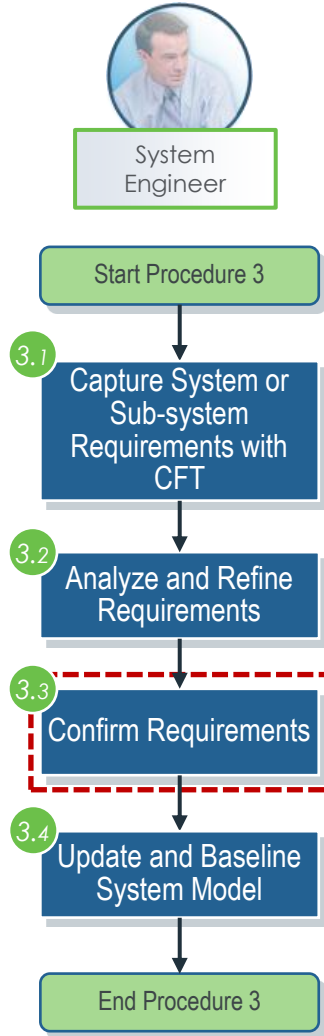 System
Engineer
Start Procedure 3
3.1
Capture System or
Sub-system
Requirements with
CFT
3.2
Analyze and Refine
Requirements
3.3
Confirm Requirements
3.4
Update and Baseline
System Model
End Procedure 3